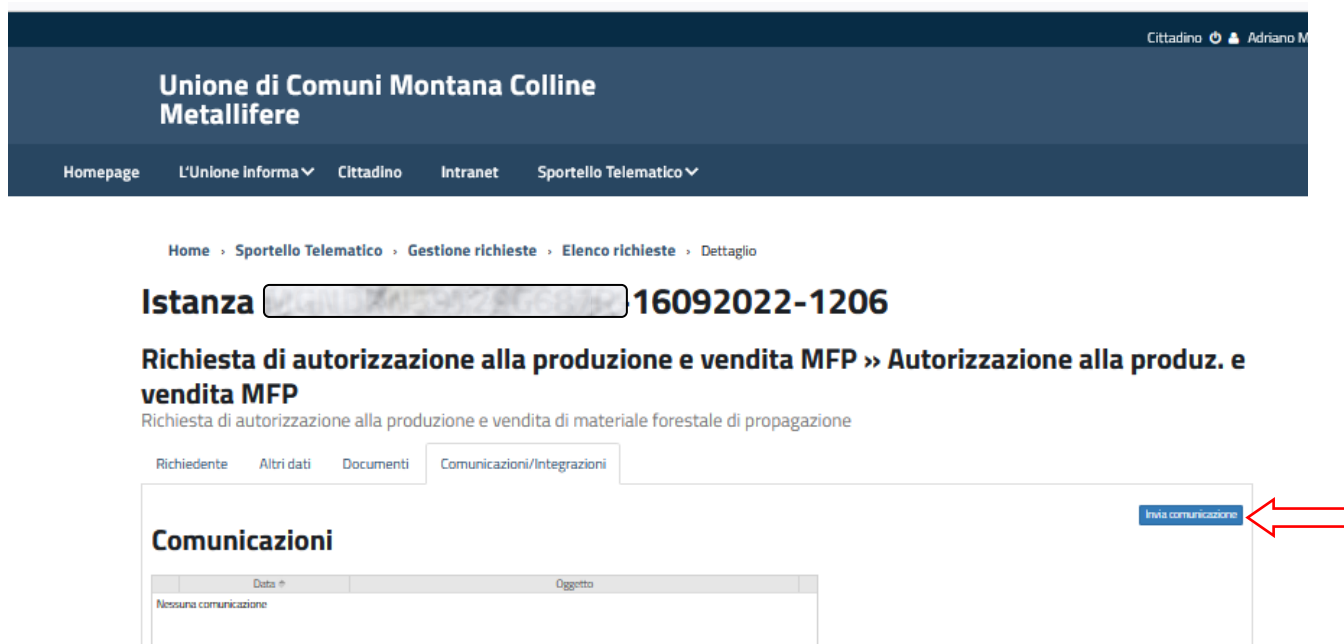 Cittadino Adriano M
Unione di Comuni Montana Colline
Metallifere
Homepage L'Unione informa Cittadino Intranet Sportello Telematico
Home › Sportello Telematico › Gestione richieste › Elenco richieste › Dettaglio
Istanza -16092022-1206
Richiesta di autorizzazione alla produzione e vendita MFP » Autorizzazione alla produz. e
vendita MFP
Richiesta di autorizzazione alla produzione e vendita di materiale forestale di propagazione
Richiedente Altri dati Documenti Comunicazioni/Integrazioni
Invia comunicazione
Comunicazioni
Data Oggetto
Nessuna comunicazione